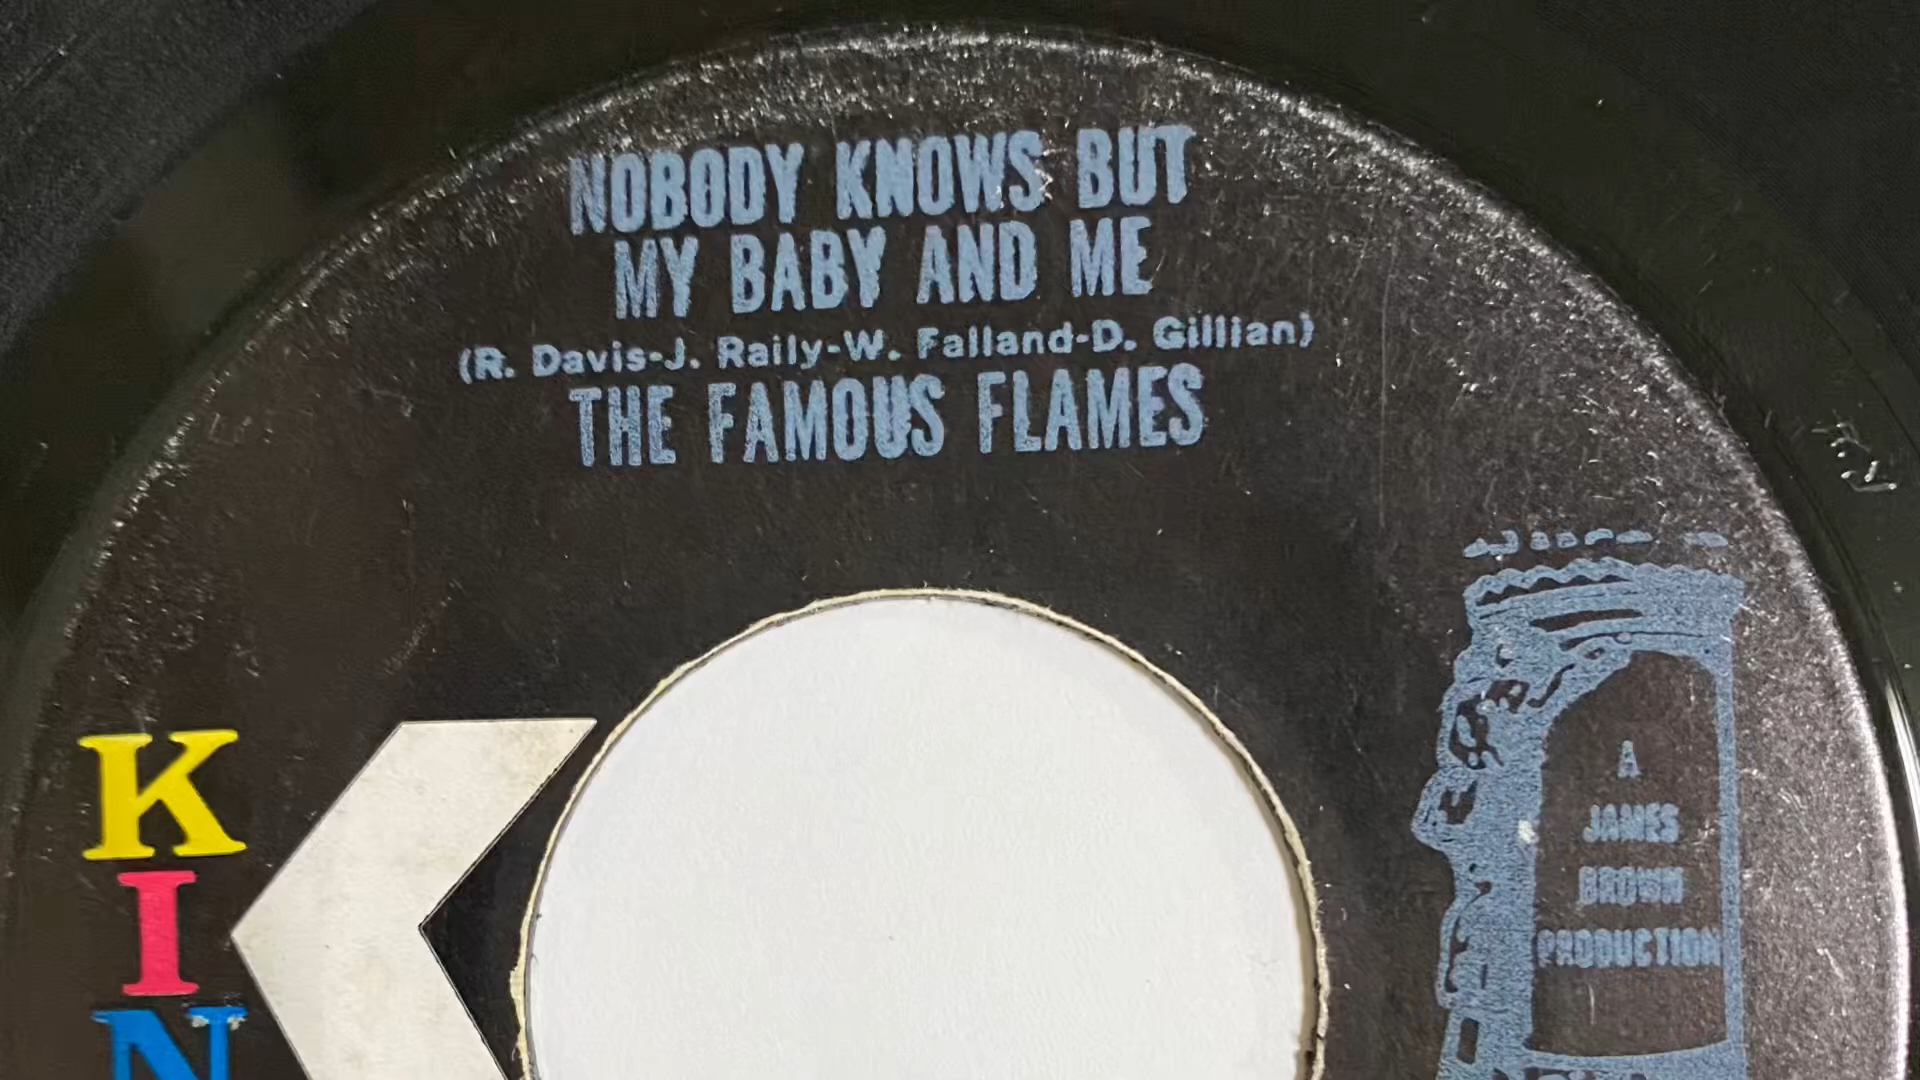 NOBODY KNOWS BUT
MY BABY AND ME
(R. Davis-J. Raily-W. Falland-D. Gillian)
THE FAMOUS FLAMES
K
I
N
A
JAMES
BROWN
PRODUCTION